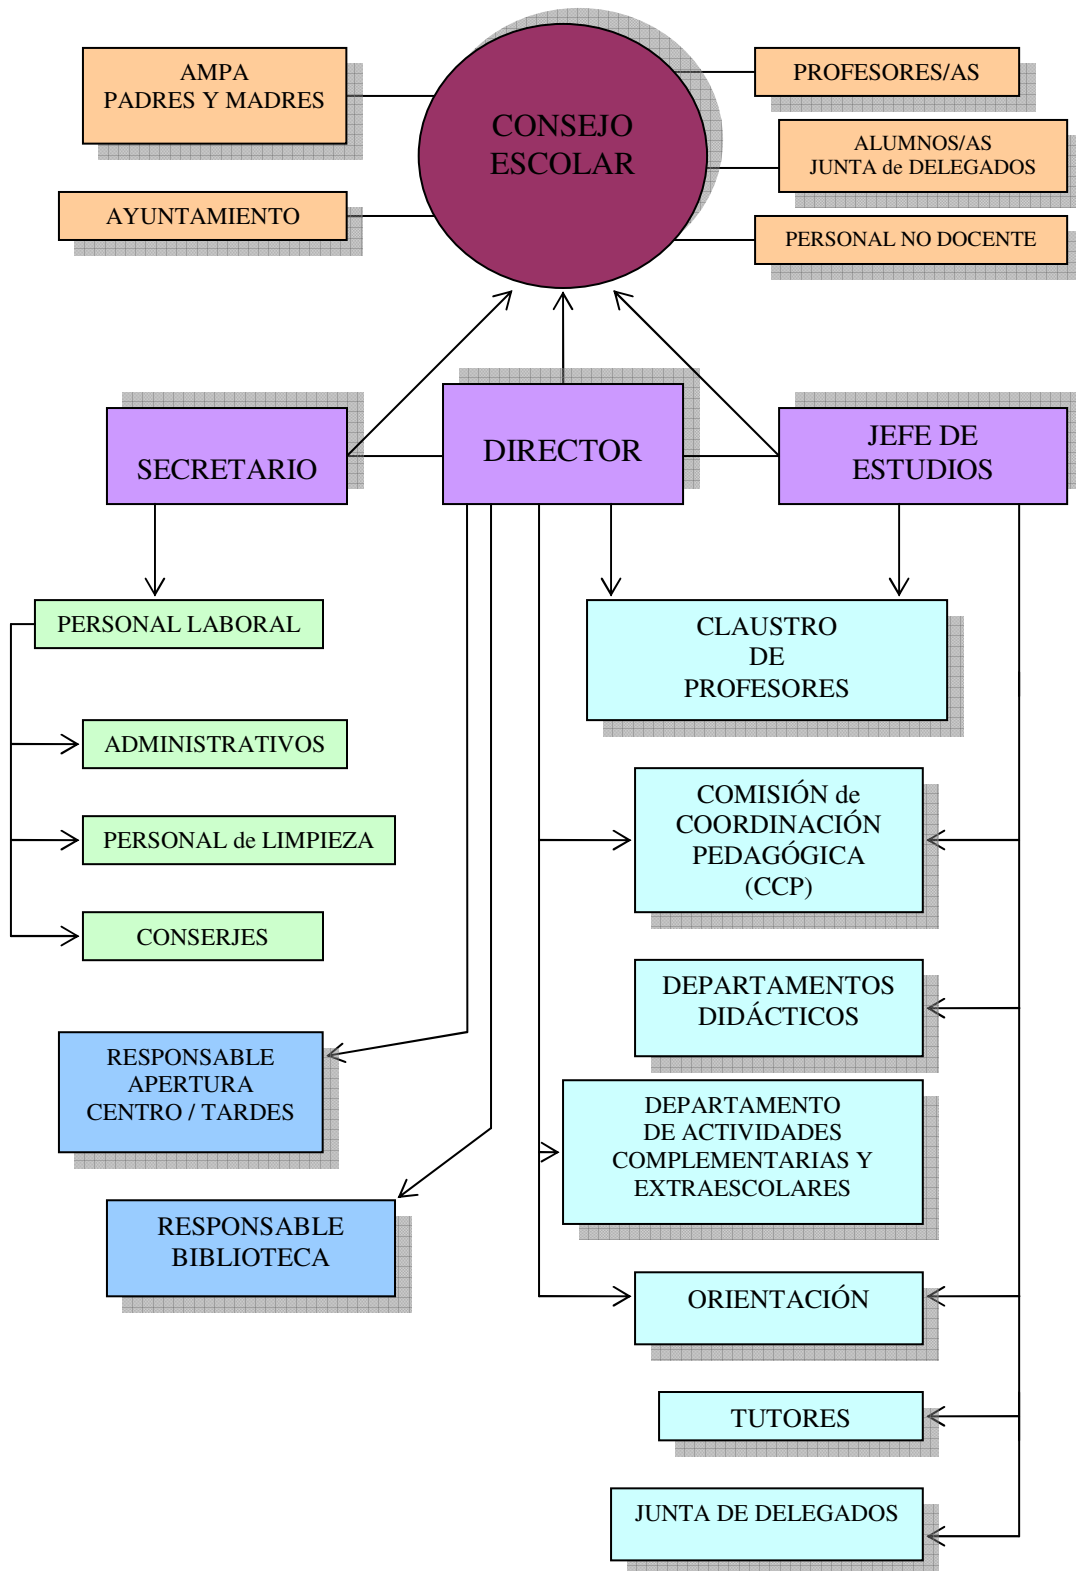 AMPA
PADRES Y MADRES
CONSEJO
ESCOLAR
PROFESORES/AS
ALUMNOS/AS
JUNTA de DELEGADOS
AYUNTAMIENTO
PERSONAL NO DOCENTE
SECRETARIO
DIRECTOR
JEFE DE
ESTUDIOS
PERSONAL LABORAL
ADMINISTRATIVOS
PERSONAL de LIMPIEZA
CONSERJES
RESPONSABLE
APERTURA
CENTRO / TARDES
RESPONSABLE
BIBLIOTECA
CLAUSTRO
DE
PROFESORES
COMISIÓN de
COORDINACIÓN
PEDAGÓGICA
(CCP)
DEPARTAMENTOS
DIDÁCTICOS
DEPARTAMENTO
DE ACTIVIDADES
COMPLEMENTARIAS Y
EXTRAESCOLARES
ORIENTACIÓN
TUTORES
JUNTA DE DELEGADOS